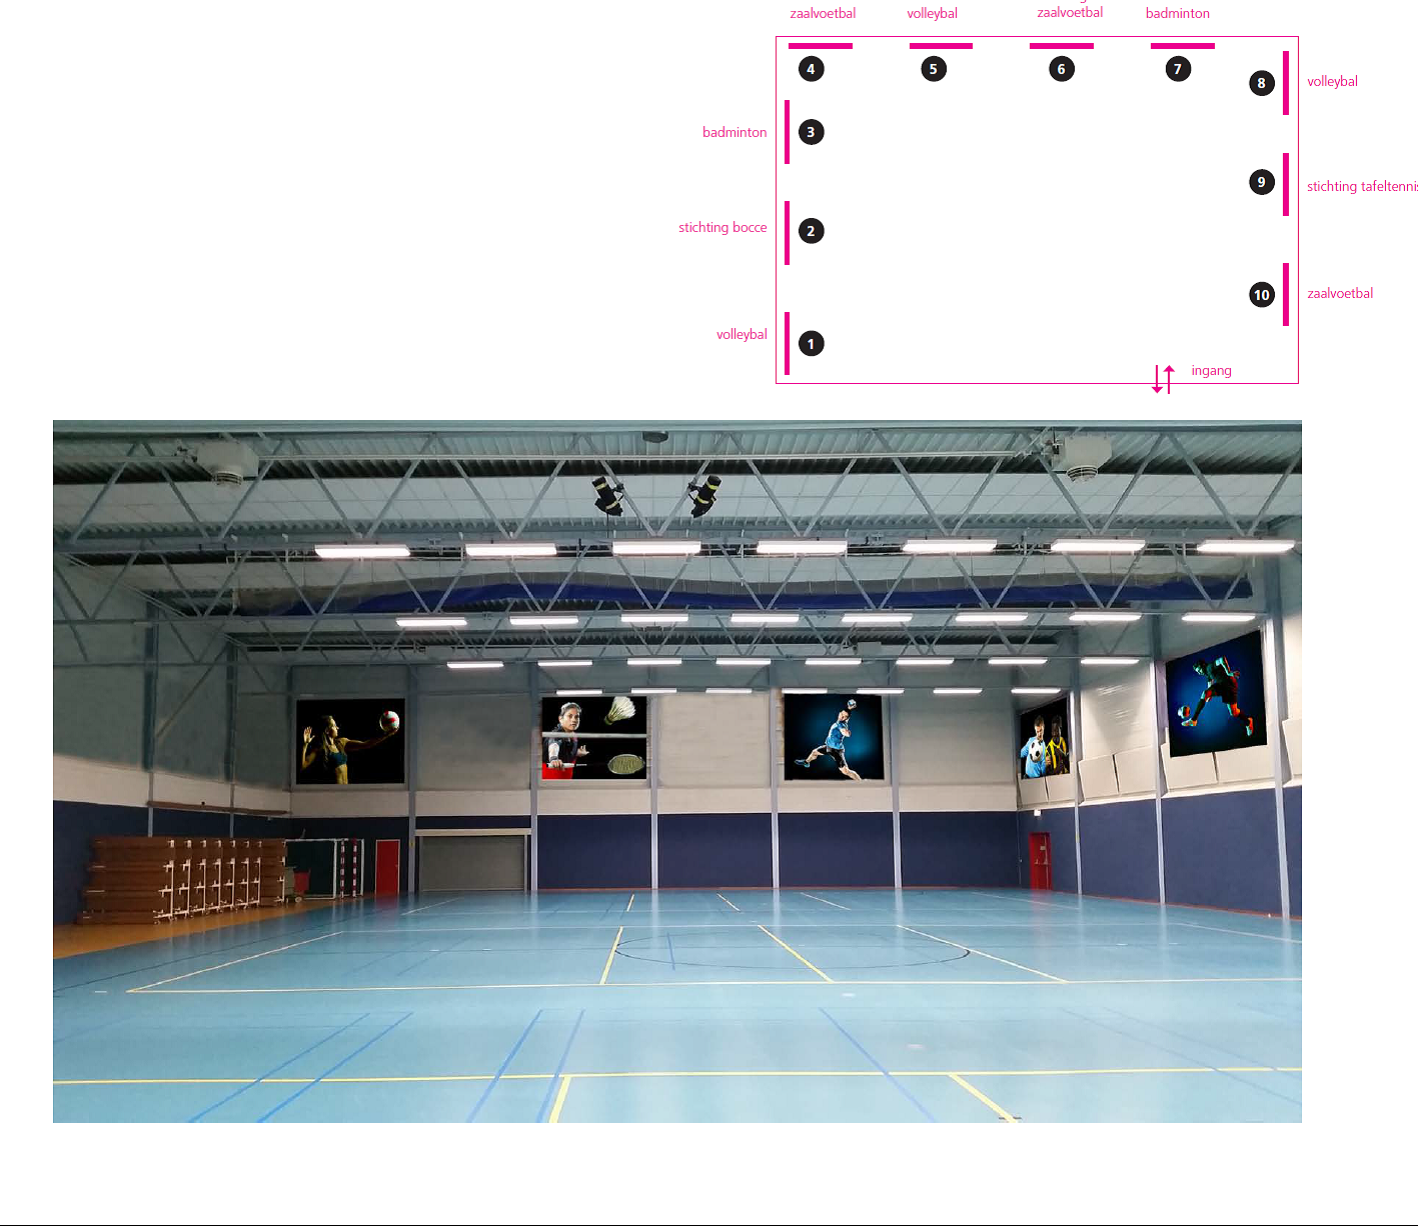 zaalvoetbal
volleybal
zaalvoetbal
badminton
4
5
6
7
8
volleybal
badminton
3
9
stichting tafeltennis
stichting bocce
2
10
zaalvoetbal
volleybal
1
ingang